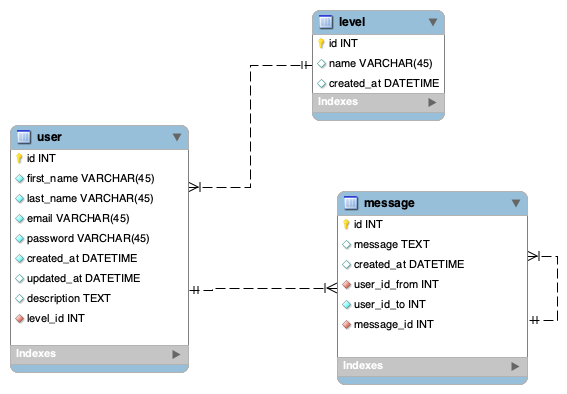 level
id INT
name VARCHAR(45)
created_at DATETIME
Indexes
user
id INT
first_name VARCHAR(45)
last_name VARCHAR(45)
email VARCHAR(45)
password VARCHAR(45)
created_at DATETIME
updated_at DATETIME
description TEXT
level_id INT
Indexes
message
id INT
message TEXT
created_at DATETIME
user_id_from INT
user_id_to INT
message_id INT
Indexes